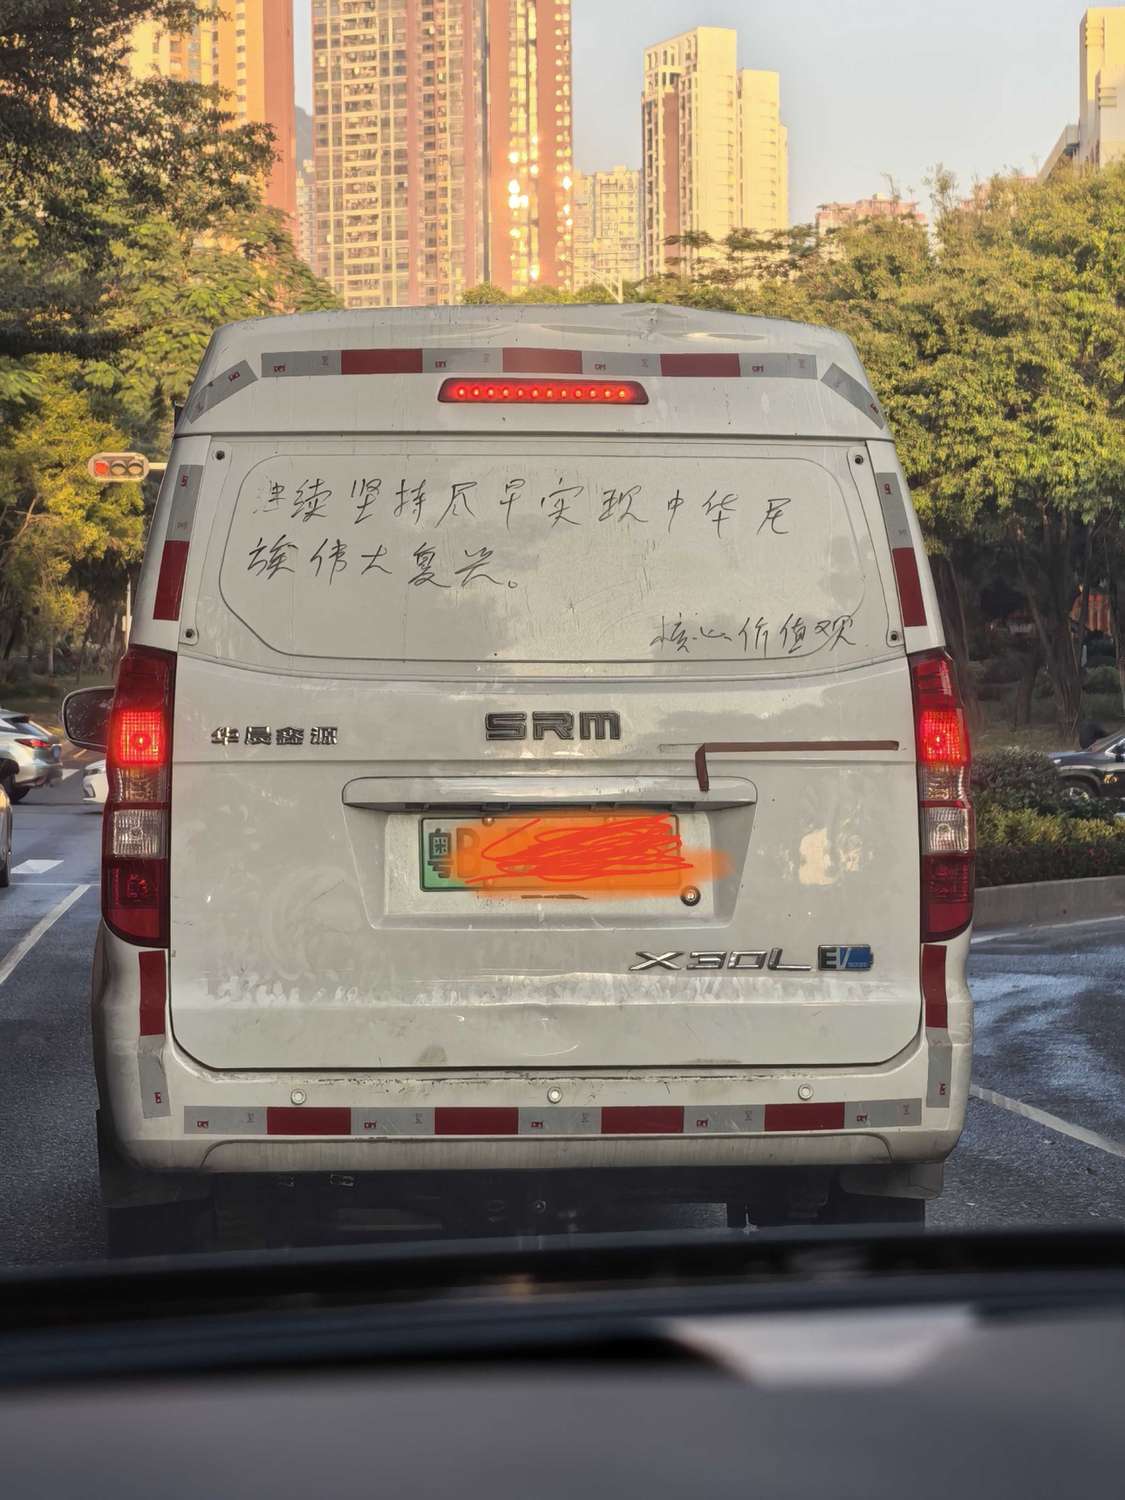 继续坚持尽早实现中华民
族伟大复兴。
核心价值观
华晨鑫源
SRM
粤B
X30L EV